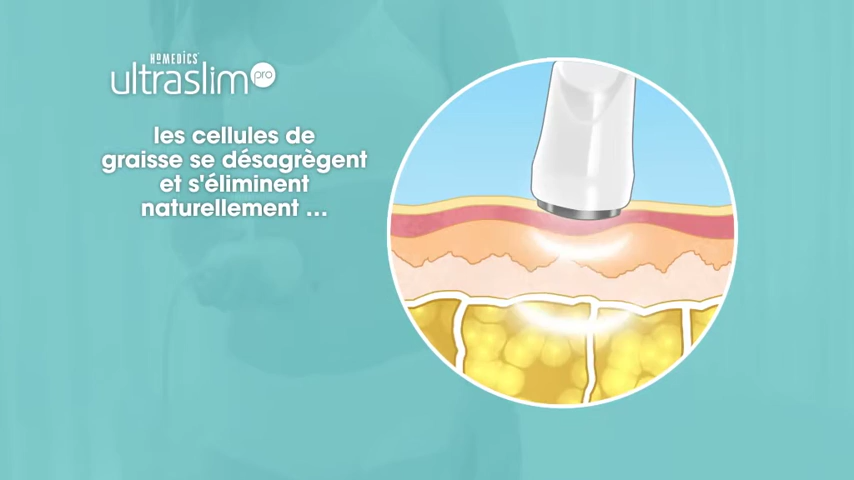 HOMEDICS
ultraslim pro
les cellules de
graisse se désagrègent
et s'éliminent
naturellement ...